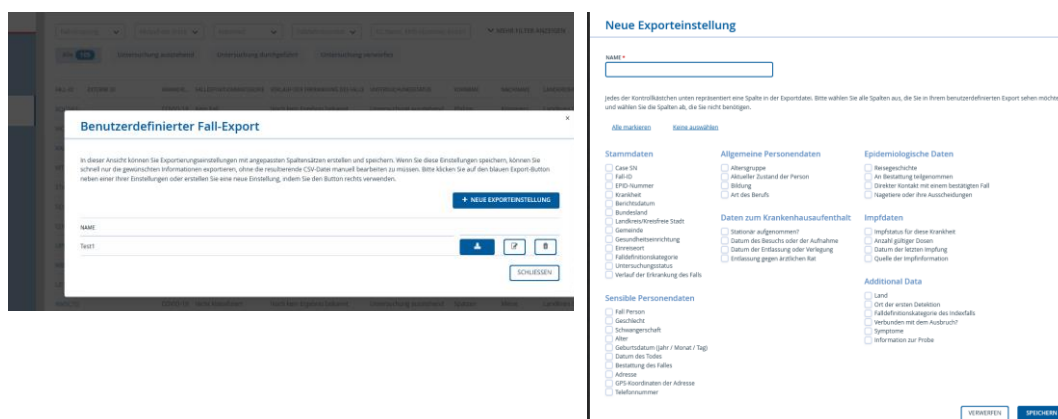 MEHR FILTER ANZEIGEN
Alle
Benutzerdefinierter Fall-Export
×
In dieser Ansicht können Sie Exportierungseinstellungen mit angepassten Spaltensätzen erstellen und speichern. Wenn Sie diese Einstellungen speichern, können Sie
schnell nur die gewünschten Informationen exportieren, ohne die resultierende CSV-Datei manuell bearbeiten zu müssen. Bitte klicken Sie auf den blauen Export-Button
neben einer Ihrer Einstellungen oder erstellen Sie eine neue Einstellung, indem Sie den Button rechts verwenden.
+ NEUE EXPORTEINSTELLUNG
NAME
Test1
SCHLIESSEN
Neue Exporteinstellung
NAME *
Jedes der Kontrollkästchen unten repräsentiert eine Spalte in der Exportdatei. Bitte wählen Sie alle Spalten aus, die Sie in Ihrem benutzerdefinierten Export sehen möchte
und wählen Sie die Spalten ab, die Sie nicht benötigen.
Alle markieren Keine auswählen
Stammdaten
Case SN
Fall-ID
EPID-Nummer
Krankheit
Berichtsdatum
Bundesland
Landkreis/Kreisfreie Stadt
Gemeinde
Gesundheitseinrichtung
Einreiseort
Falldefinitionskategorie
Untersuchungsstatus
Verlauf der Erkrankung des Falls
Sensible Personendaten
Fall Person
Geschlecht
Schwangerschaft
Alter
Geburtsdatum (Jahr / Monat / Tag)
Datum des Todes
Bestattung des Falles
Adresse
GPS-Koordinaten der Adresse
Telefonnummer
Allgemeine Personendaten
Altersgruppe
Aktueller Zustand der Person
Bildung
Art des Berufs
Daten zum Krankenhausaufenthalt
Stationär aufgenommen?
Datum des Besuchs oder der Aufnahme
Datum der Entlassung oder Verlegung
Entlassung gegen ärztlichen Rat
Epidemiologische Daten
Reisegeschichte
An Bestattung teilgenommen
Direkter Kontakt mit einem bestätigten Fall
Nagetiere oder ihre Ausscheidungen
Impfdaten
Impfstatus für diese Krankheit
Anzahl gültiger Dosen
Datum der letzten Impfung
Quelle der Impfinformation
Additional Data
Land
Ort der ersten Detektion
Falldefinitionskategorie des Indexfalls
Verbunden mit dem Ausbruch?
Symptome
Information zur Probe
VERWERFEN SPEICHERN